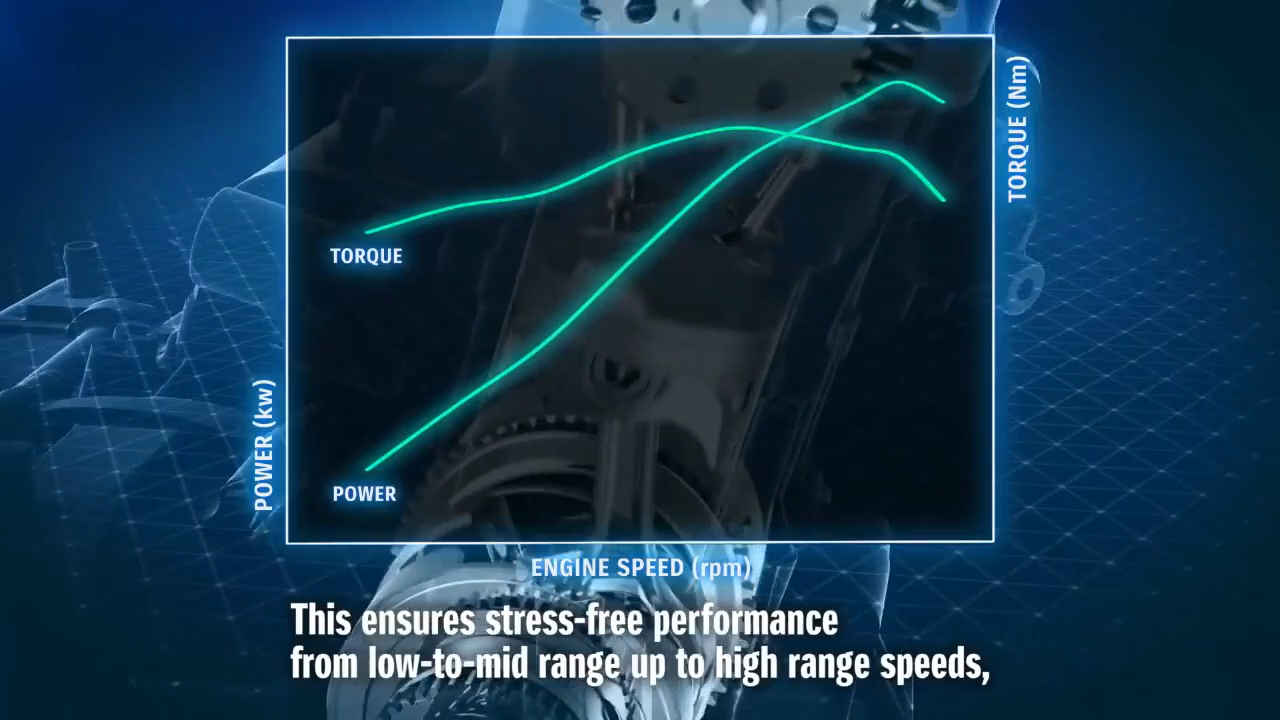 TORQUE (Nm)
TORQUE
POWER (kw)
POWER
ENGINE SPEED (rpm)
This ensures stress-free performance
from low-to-mid range up to high range speeds,